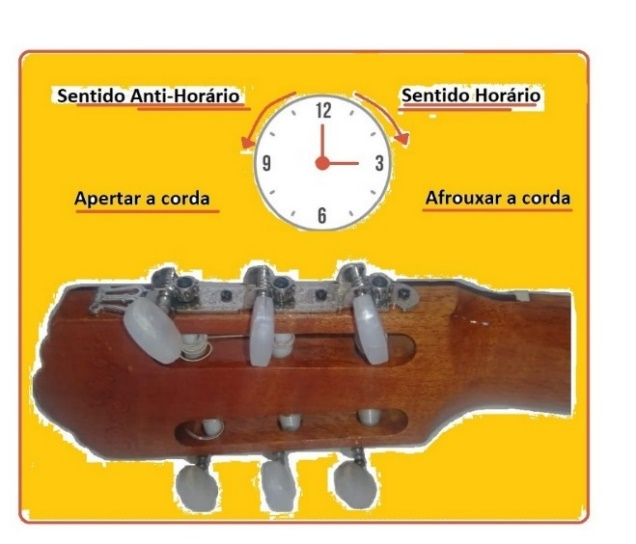 Sentido Anti-Horário
Sentido Horário
12
9
3
6
Apertar a corda
Afrouxar a corda